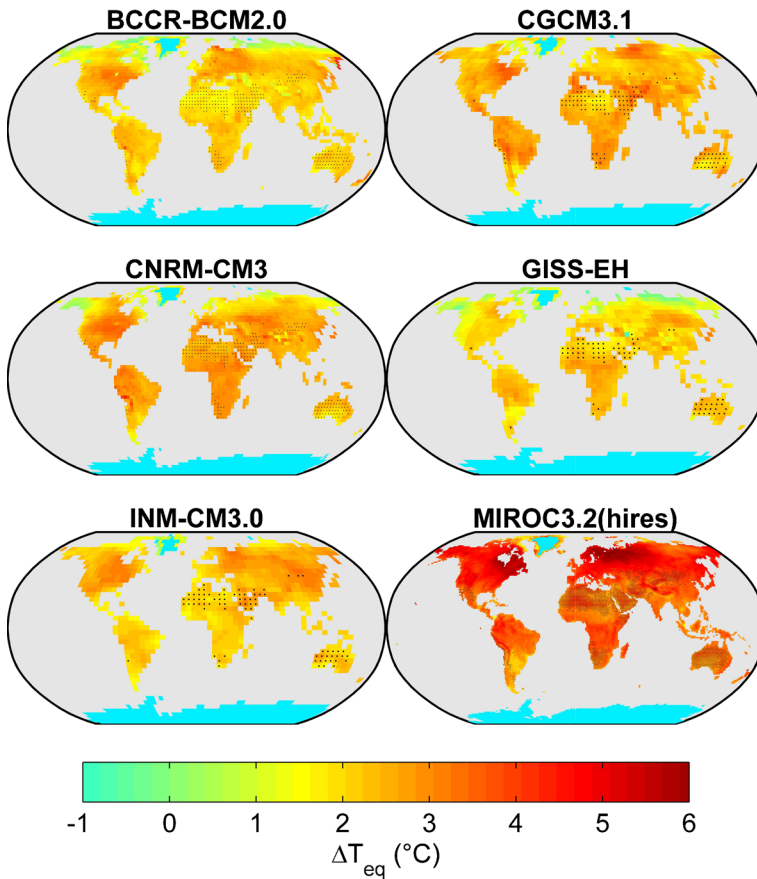 BCCR-BCM2.0 CGCM3.1
CNRM-CM3 GISS-EH
INM-CM3.0 MIROC3.2(hires)
-1 0 1 2 3 4 5 6
ΔT_eq (°C)